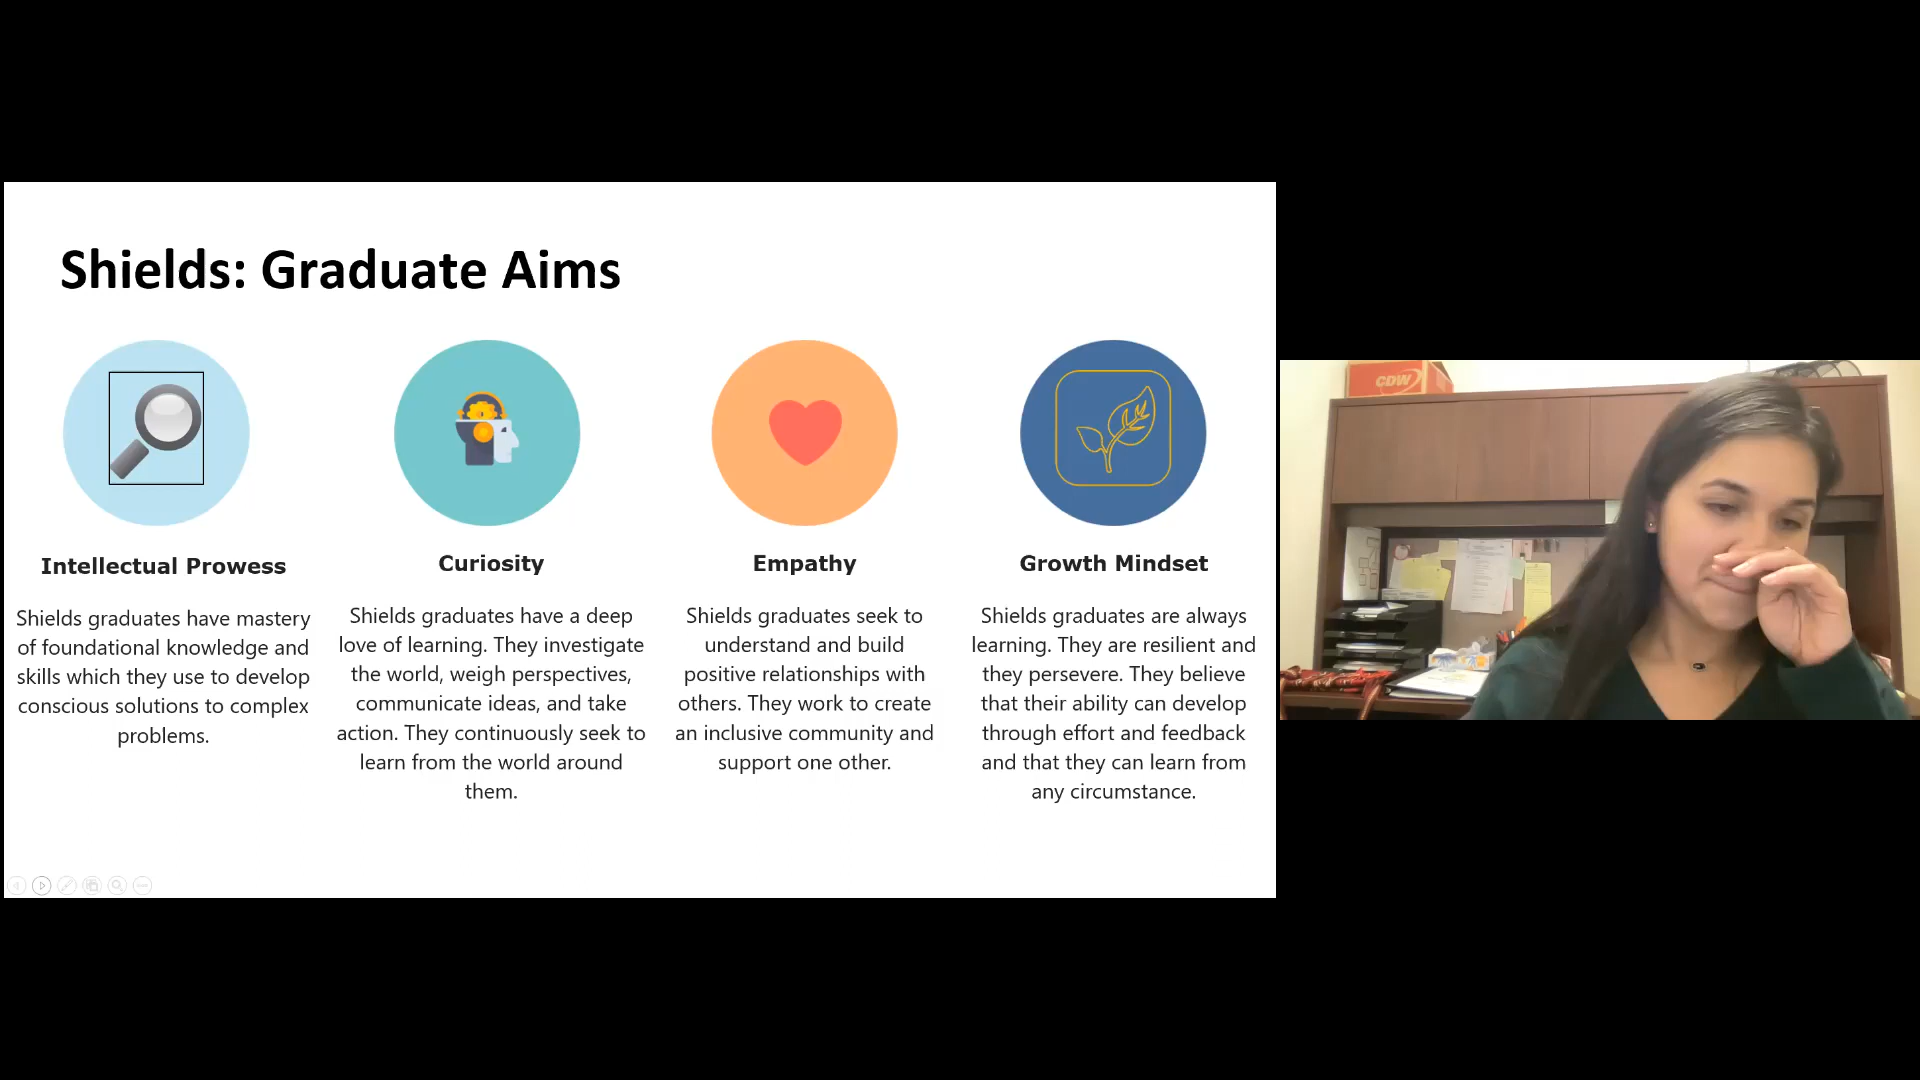 Shields: Graduate Aims
Intellectual Prowess
Shields graduates have mastery
of foundational knowledge and
skills which they use to develop
conscious solutions to complex
problems.
Curiosity
Shields graduates have a deep
love of learning. They investigate
the world, weigh perspectives,
communicate ideas, and take
action. They continuously seek to
learn from the world around
them.
Empathy
Shields graduates seek to
understand and build
positive relationships with
others. They work to create
an inclusive community and
support one other.
Growth Mindset
Shields graduates are always
learning. They are resilient and
they persevere. They believe
that their ability can develop
through effort and feedback
and that they can learn from
any circumstance.
CDW